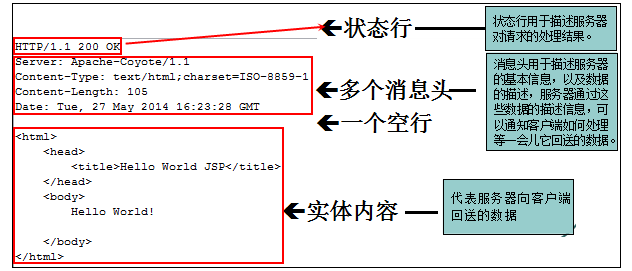 HTTP/1.1 200 OK
状态行
状态行用于描述服务器
对请求的处理结果。
Server: Apache-Coyote/1.1
Content-Type: text/html;charset=ISO-8859-1
Content-Length: 105
Date: Tue, 27 May 2014 16:23:28 GMT
多个消息头
消息头用于描述服务器
的基本信息，以及数据
的描述，服务器通过这
些数据的描述信息，可
以通知客户端如何处理
等一会儿它回送的数据。
一个空行
<html>
<head>
<title>Hello World JSP</title>
</head>
<body>
Hello World!
</body>
</html>
实体内容
代表服务器向客户端
回送的数据